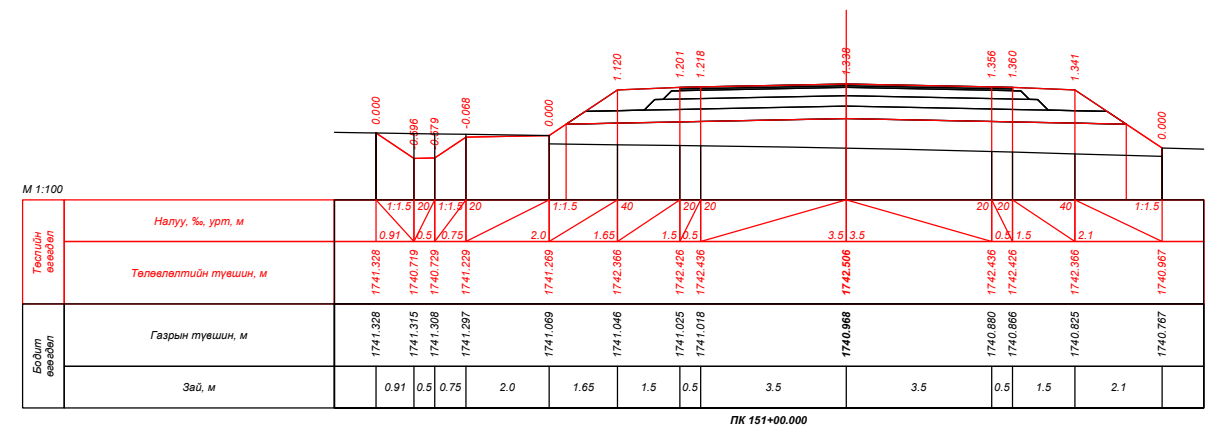 0.000 -0.596 -0.579 -0.068 0.000 1.120 1.201 1.218 1.338 1.356 1.360 1.341 0.000
М 1:100
Төслийн өгөгдөл
Налуу, ‰, урт, м
1:1.5 20 1:1.5 20 1:1.5 40 20 20 20 20 40 1:1.5
0.91 0.5 0.75 2.0 1.65 1.5 0.5 3.5 3.5 0.5 1.5 2.1
Төлөвлөлтийн түвшин, м
1741.328 1740.719 1740.729 1741.229 1741.269 1742.366 1742.426 1742.436 1742.506 1742.436 1742.426 1742.366 1740.967
Бодит өгөгдөл
Газрын түвшин, м
1741.328 1741.315 1741.308 1741.297 1741.069 1741.046 1741.025 1741.018 1740.968 1740.880 1740.866 1740.825 1740.767
Зай, м
0.91 0.5 0.75 2.0 1.65 1.5 0.5 3.5 3.5 0.5 1.5 2.1
ПК 151+00.000